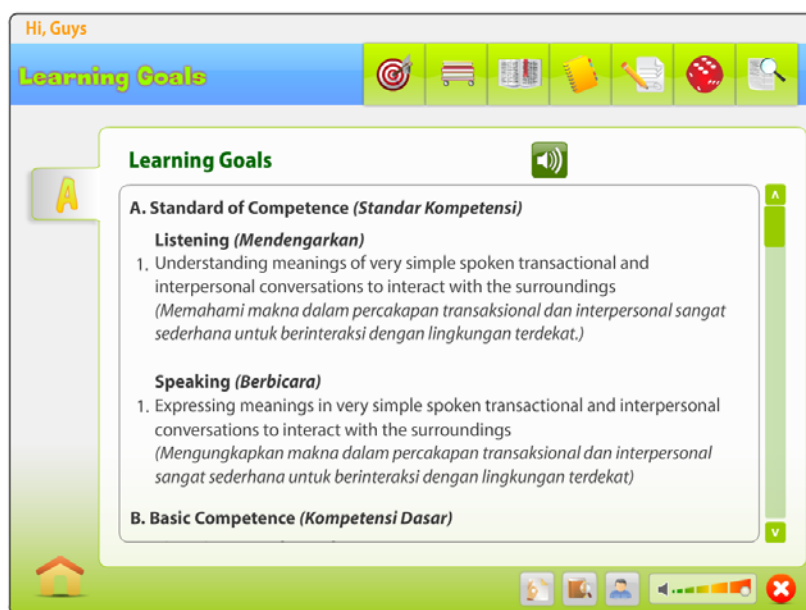 Hi, Guys
Learning Goals
A
Learning Goals
A. Standard of Competence (Standar Kompetensi)
Listening (Mendengarkan)
1. Understanding meanings of very simple spoken transactional and
interpersonal conversations to interact with the surroundings
(Memahami makna dalam percakapan transaksional dan interpersonal sangat
sederhana untuk berinteraksi dengan lingkungan terdekat.)
Speaking (Berbicara)
1. Expressing meanings in very simple spoken transactional and interpersonal
conversations to interact with the surroundings
(Mengungkapkan makna dalam percakapan transaksional dan interpersonal
sangat sederhana untuk berinteraksi dengan lingkungan terdekat)
B. Basic Competence (Kompetensi Dasar)